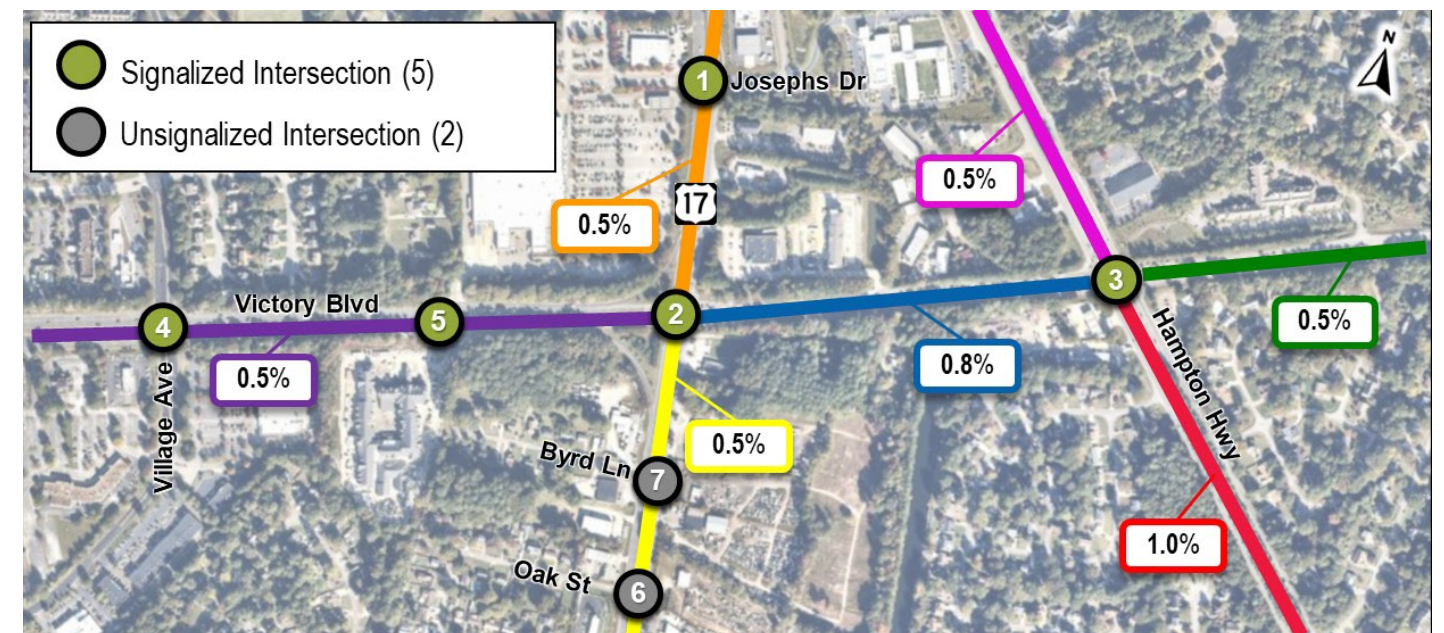 Signalized Intersection (5)
Unsignalized Intersection (2)
N
1
Josephs Dr
0.5%
17
0.5%
3
0.5%
Victory Blvd
4
5
2
0.5%
0.8%
Village Ave
Hampton Hwy
0.5%
Byrd Ln
7
1.0%
Oak St
6